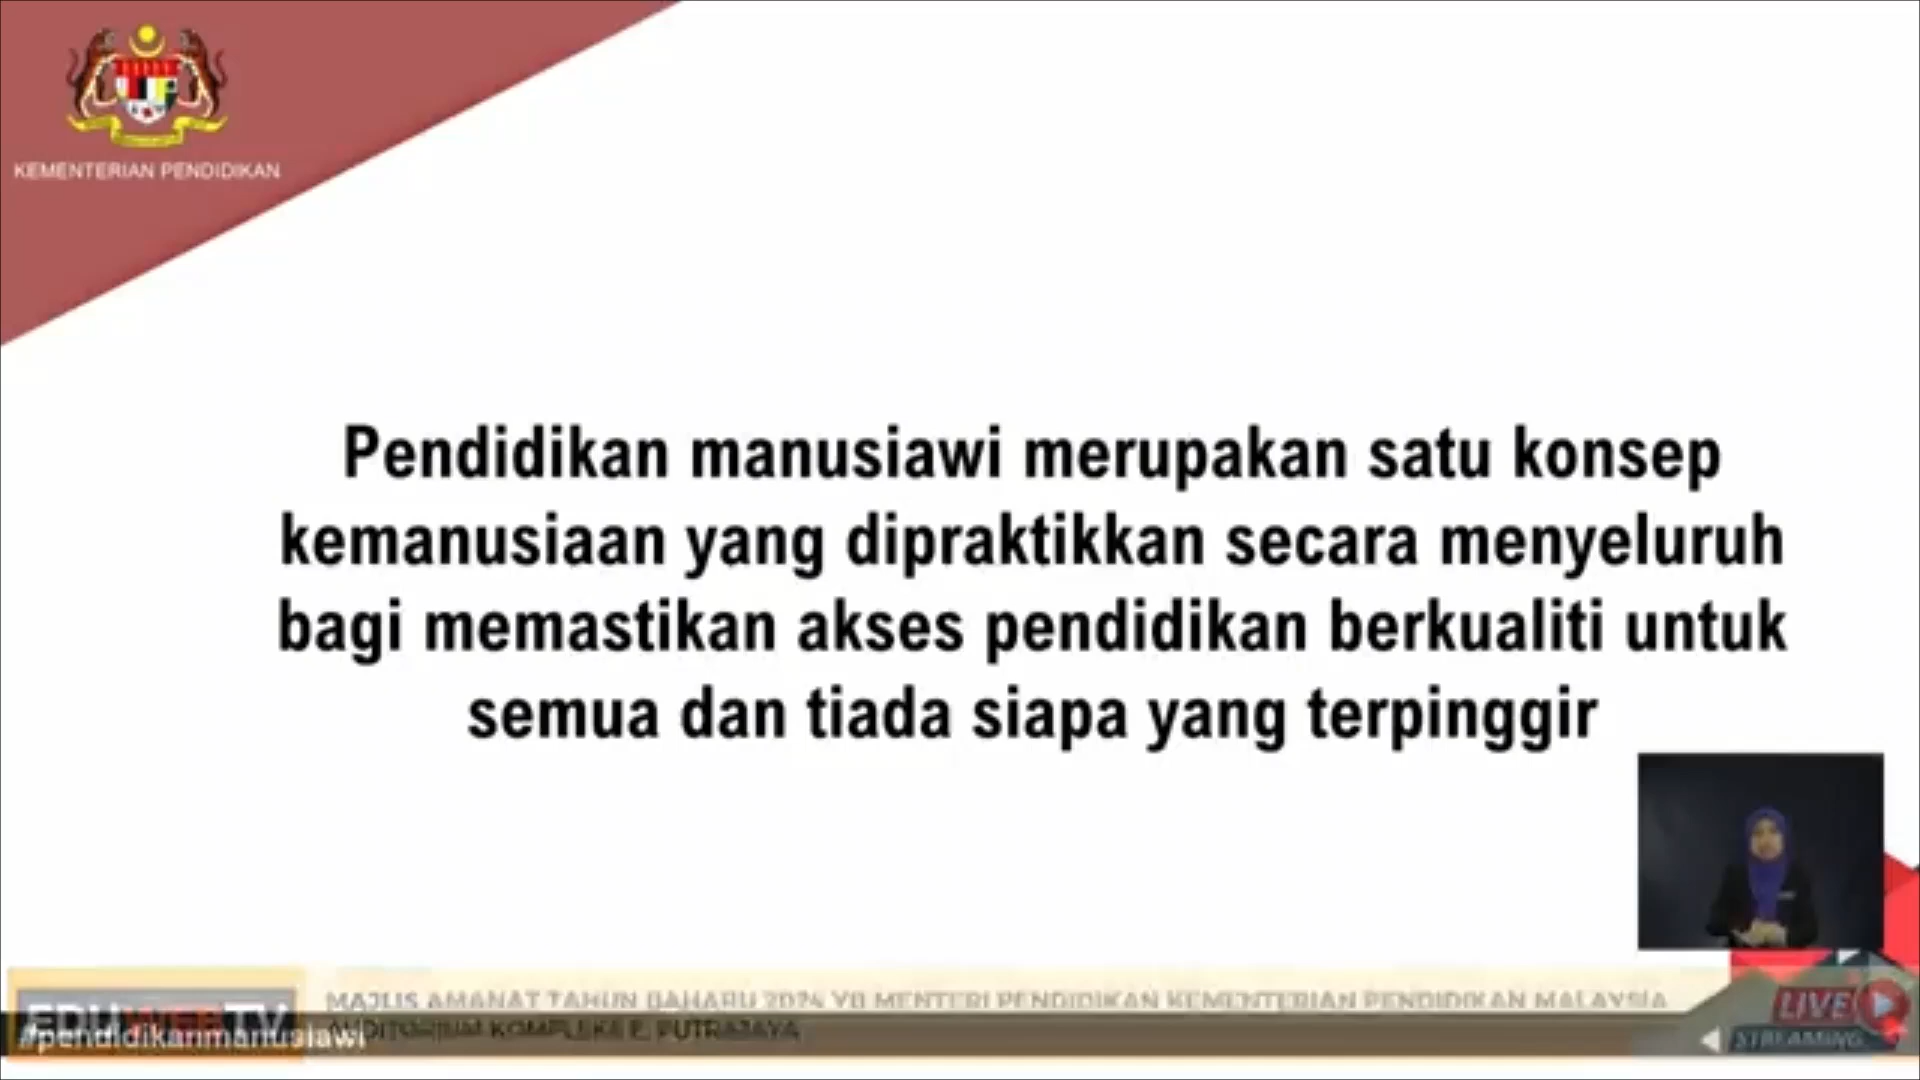 KEMENTERIAN PENDIDIKAN
Pendidikan manusiawi merupakan satu konsep
kemanusiaan yang dipraktikkan secara menyeluruh
bagi memastikan akses pendidikan berkualiti untuk
semua dan tiada siapa yang terpinggir
EDUWEBTV
MAJLIS AMANAT TAHUN BAHARU 2024 YB MENTERI PENDIDIKAN KEMENTERIAN PENDIDIKAN MALAYSIA
AUDITORIUM KOMPLEKS E, PUTRAJAYA
#pendidikanmanusiawi
LIVE
STREAMING